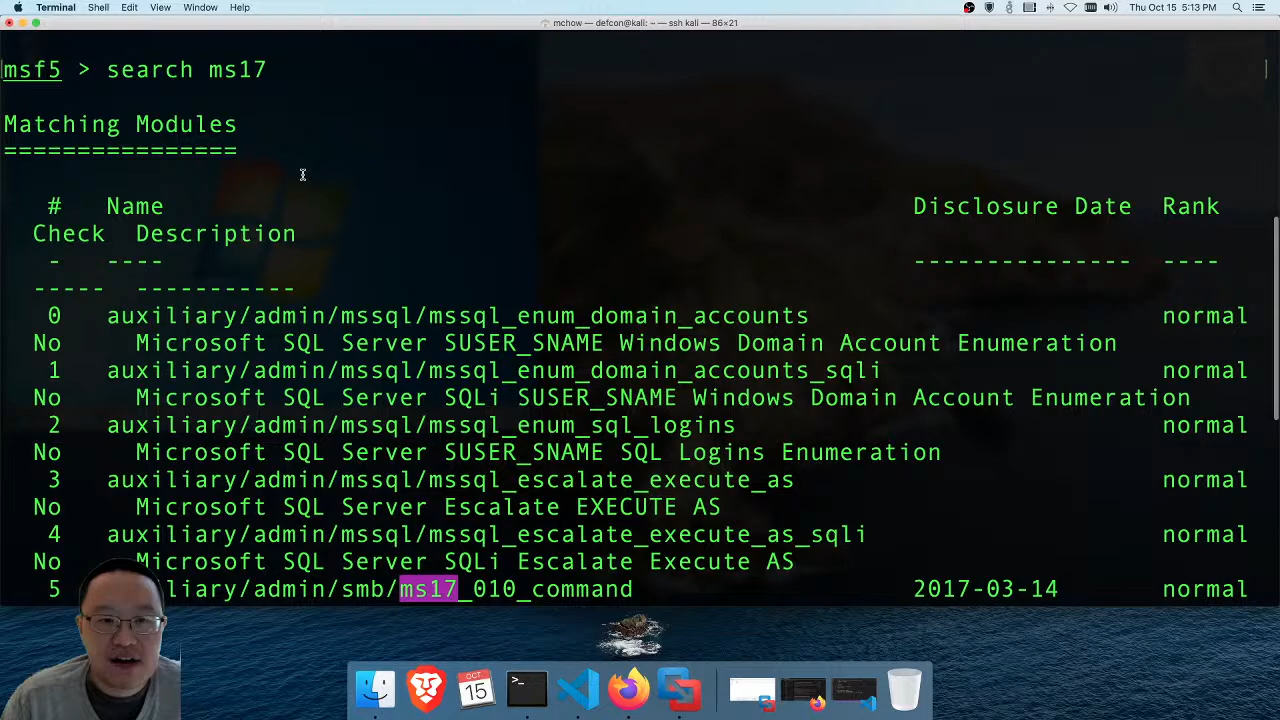 Terminal Shell Edit View Window Help Thu Oct 15 5:13 PM
mchow — defcon@kali: ~ — ssh kali — 86×21
msf5 > search ms17
Matching Modules
================
# Name Disclosure Date Rank
Check Description
- ---- --------------- ----
----- -----------
0 auxiliary/admin/mssql/mssql_enum_domain_accounts normal
No Microsoft SQL Server SUSER_SNAME Windows Domain Account Enumeration
1 auxiliary/admin/mssql/mssql_enum_domain_accounts_sqli normal
No Microsoft SQL Server SQLi SUSER_SNAME Windows Domain Account Enumeration
2 auxiliary/admin/mssql/mssql_enum_sql_logins normal
No Microsoft SQL Server SUSER_SNAME SQL Logins Enumeration
3 auxiliary/admin/mssql/mssql_escalate_execute_as normal
No Microsoft SQL Server Escalate EXECUTE AS
4 auxiliary/admin/mssql/mssql_escalate_execute_as_sqli normal
No Microsoft SQL Server SQLi Escalate Execute AS
5 iliary/admin/smb/ms17_010_command 2017-03-14 normal
OCT
15
>_